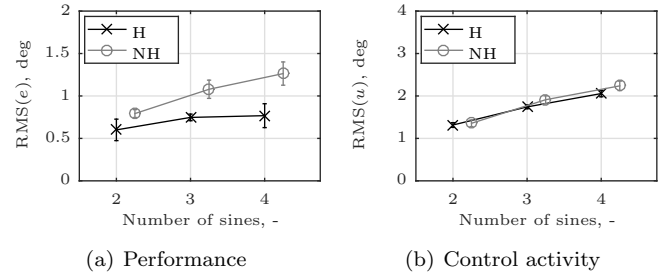 H
NH
RMS(e), deg
2
1.5
1
0.5
0
2
3
4
Number of sines, -
(a) Performance
H
NH
RMS(u), deg
4
3
2
1
0
2
3
4
Number of sines, -
(b) Control activity